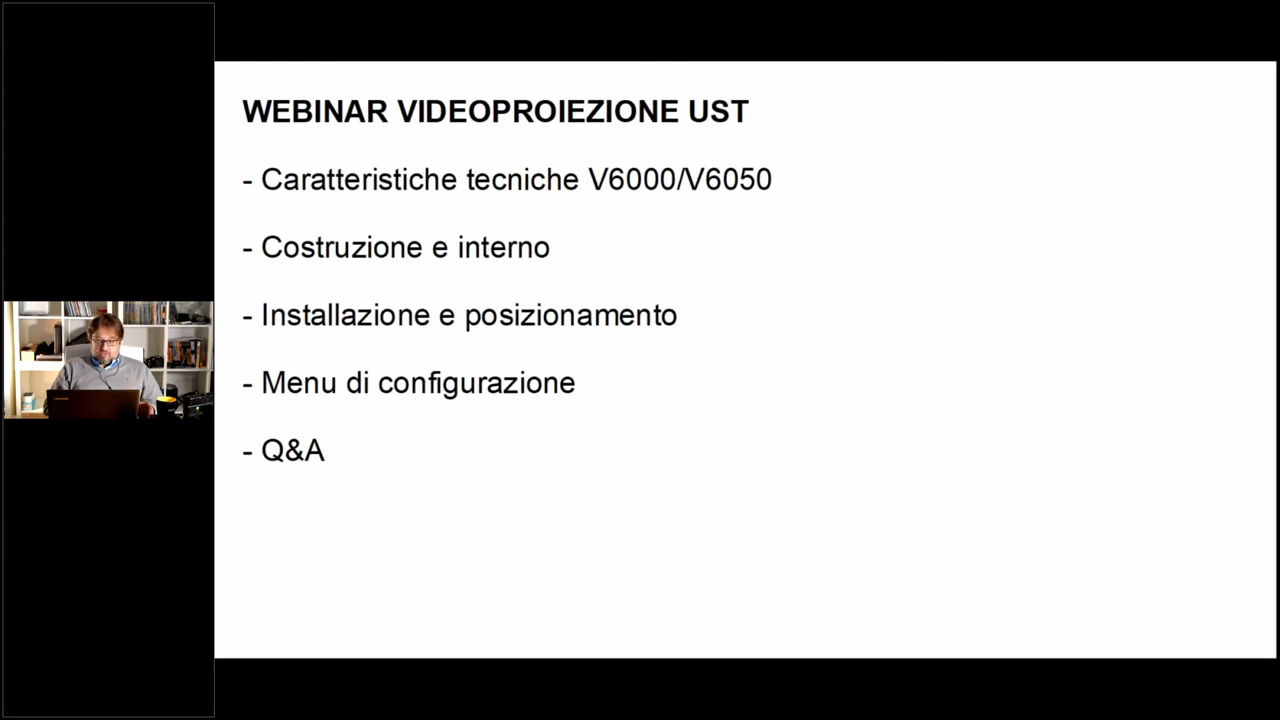 WEBINAR VIDEOPROIEZIONE UST
- Caratteristiche tecniche V6000/V6050
- Costruzione e interno
- Installazione e posizionamento
- Menu di configurazione
- Q&A